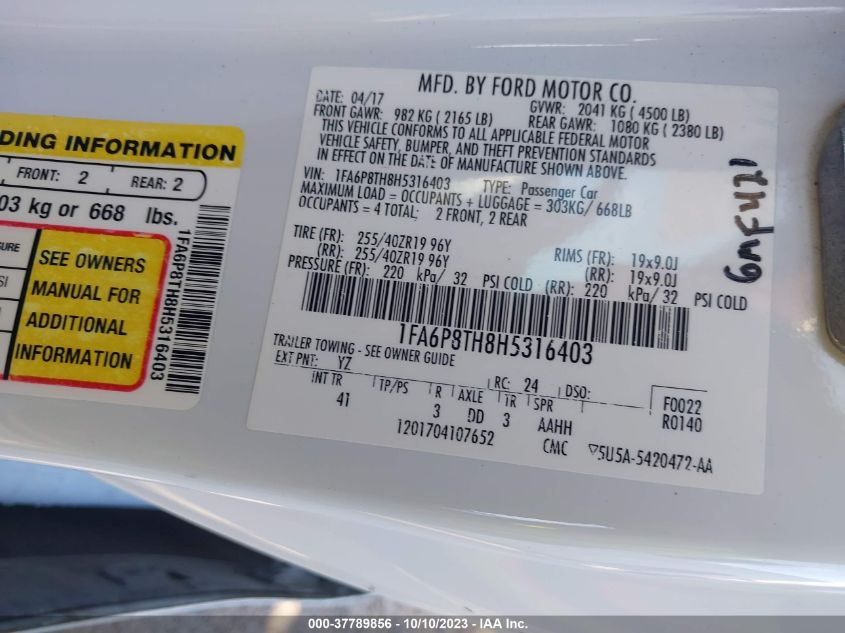 DING INFORMATION
FRONT: 2 REAR: 2
03 kg or 668 lbs.
SURE
SI
SEE OWNERS
MANUAL FOR
ADDITIONAL
INFORMATION
1FA6P8TH8H5316403
MFD. BY FORD MOTOR CO.
DATE: 04/17 GVWR: 2041 KG ( 4500 LB)
FRONT GAWR: 982 KG ( 2165 LB) REAR GAWR: 1080 KG ( 2380 LB)
THIS VEHICLE CONFORMS TO ALL APPLICABLE FEDERAL MOTOR
VEHICLE SAFETY, BUMPER, AND THEFT PREVENTION STANDARDS
IN EFFECT ON THE DATE OF MANUFACTURE SHOWN ABOVE.
VIN: 1FA6P8TH8H5316403 TYPE: Passenger Car
MAXIMUM LOAD = OCCUPANTS + LUGGAGE = 303KG/ 668LB
OCCUPANTS = 4 TOTAL: 2 FRONT, 2 REAR
TIRE (FR): 255/40ZR19 96Y RIMS (FR): 19x9.0J
(RR): 255/40ZR19 96Y (RR): 19x9.0J
PRESSURE (FR): 220 kPa/ 32 PSI COLD (RR): 220 kPa/ 32 PSI COLD
1FA6P8TH8H5316403
TRAILER TOWING - SEE OWNER GUIDE
EXT PNT: YZ RC: 24 DSO: F0022
INT TR TP/PS R AXLE TR SPR R0140
41 3 DD 3 AAHH
1201704107652 CMC 5U5A-5420472-AA
GMF421
00-37789856 - 10/10/2023 - IAA Inc.